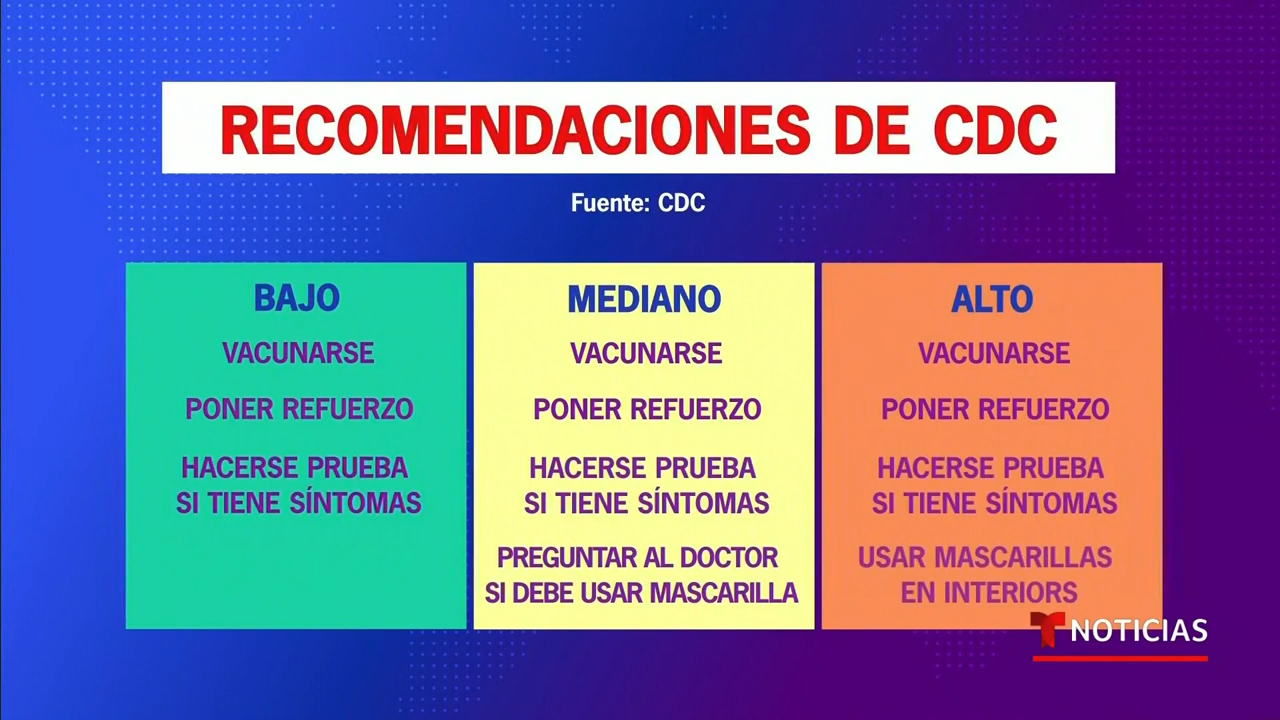 RECOMENDACIONES DE CDC
Fuente: CDC
BAJO
VACUNARSE
PONER REFUERZO
HACERSE PRUEBA
SI TIENE SÍNTOMAS
MEDIANO
VACUNARSE
PONER REFUERZO
HACERSE PRUEBA
SI TIENE SÍNTOMAS
PREGUNTAR AL DOCTOR
SI DEBE USAR MASCARILLA
ALTO
VACUNARSE
PONER REFUERZO
HACERSE PRUEBA
SI TIENE SÍNTOMAS
USAR MASCARILLAS
EN INTERIORS
NOTICIAS